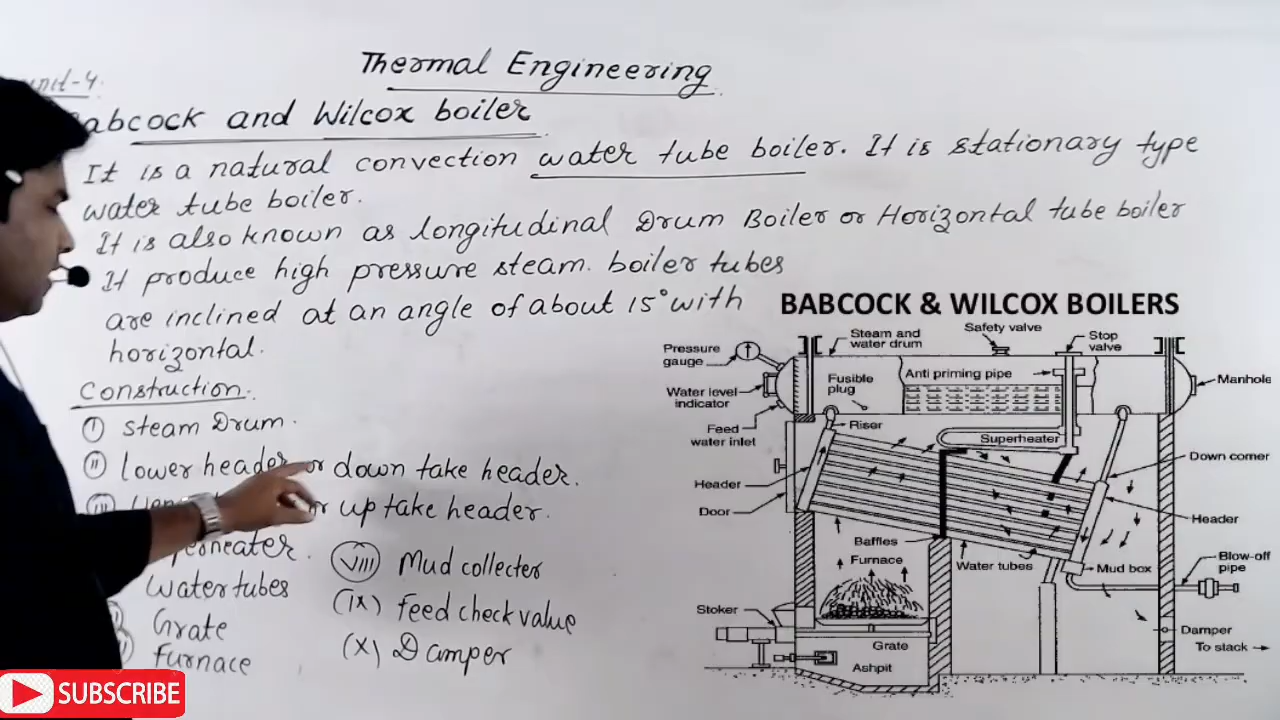 unit-4
Thermal Engineering
Babcock and Wilcox boiler
It is a natural convection water tube boiler. It is stationary type
water tube boiler.
It is also known as longitudinal Drum Boiler or Horizontal tube boiler
It produce high pressure steam. boiler tubes
are inclined at an angle of about 15° with
horizontal.
Construction
(I) Steam Drum.
(II) Lower header or down take header.
(III) up take header.
Water tubes
Grate
Furnace
(VIII) Mud collecter
(IX) Feed check value
(X) Damper
BABCOCK & WILCOX BOILERS
Pressure
gauge
Steam and
water drum
Safety valve
Stop
valve
Water level
indicator
Fusible
plug
Anti priming pipe
Manhole
Feed
water inlet
Riser
Superheater
Down comer
Header
Door
Header
Baffles
Furnace
Water tubes
Mud box
Blow-off
pipe
Stoker
Grate
Ashpit
Damper
To stack
SUBSCRIBE